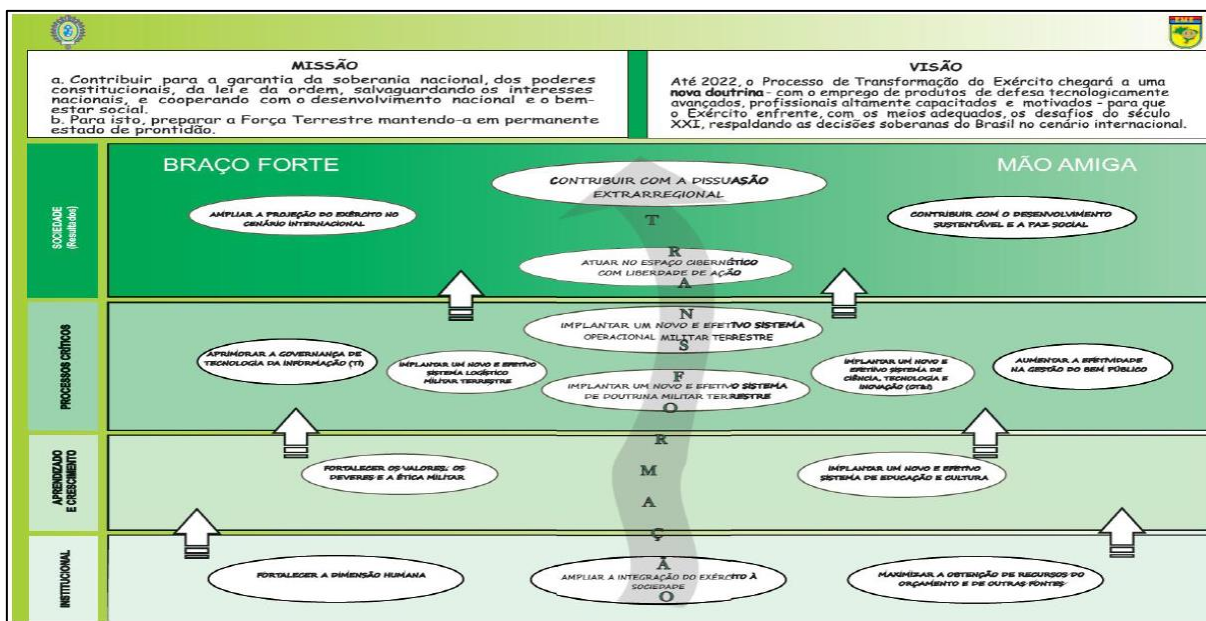 EME
MISSÃO
a. Contribuir para a garantia da soberania nacional, dos poderes
constitucionais, da lei e da ordem, salvaguardando os interesses
nacionais, e cooperando com o desenvolvimento nacional e o bem-
estar social.
b. Para isto, preparar a Força Terrestre mantendo-a em permanente
estado de prontidão.
VISÃO
Até 2022, o Processo de Transformação do Exército chegará a uma
nova doutrina - com o emprego de produtos de defesa tecnologicamente
avançados, profissionais altamente capacitados e motivados - para que
o Exército enfrente, com os meios adequados, os desafios do século
XXI, respaldando as decisões soberanas do Brasil no cenário internacional.
SOCIEDADE
(Resultados)
BRAÇO FORTE
MÃO AMIGA
CONTRIBUIR COM A DISSUASÃO
EXTRARREGIONAL
AMPLIAR A PROJEÇÃO DO EXÉRCITO NO
CENÁRIO INTERNACIONAL
CONTRIBUIR COM O DESENVOLVIMENTO
SUSTENTÁVEL E A PAZ SOCIAL
ATUAR NO ESPAÇO CIBERNÉTICO
COM LIBERDADE DE AÇÃO
PROCESSOS CRÍTICOS
IMPLANTAR UM NOVO E EFETIVO SISTEMA
OPERACIONAL MILITAR TERRESTRE
APRIMORAR A GOVERNANÇA DE
TECNOLOGIA DA INFORMAÇÃO (TI)
IMPLANTAR UM NOVO E EFETIVO
SISTEMA LOGÍSTICO
MILITAR TERRESTRE
IMPLANTAR UM NOVO E EFETIVO SISTEMA
DE DOUTRINA MILITAR TERRESTRE
IMPLANTAR UM NOVO E
EFETIVO SISTEMA DE
CIÊNCIA, TECNOLOGIA E
INOVAÇÃO
AUMENTAR A EFETIVIDADE
NA GESTÃO DO BEM PÚBLICO
APRENDIZADO
E CRESCIMENTO
FORTALECER OS VALORES, OS
DEVERES E A ÉTICA MILITAR
IMPLANTAR UM NOVO E EFETIVO
SISTEMA DE EDUCAÇÃO E CULTURA
INSTITUCIONAL
FORTALECER A DIMENSÃO HUMANA
AMPLIAR A INTEGRAÇÃO DO EXÉRCITO À
SOCIEDADE
MAXIMIZAR A OBTENÇÃO DE RECURSOS DO
ORÇAMENTO E DE OUTRAS FONTES
TRANSFORMAÇÃO